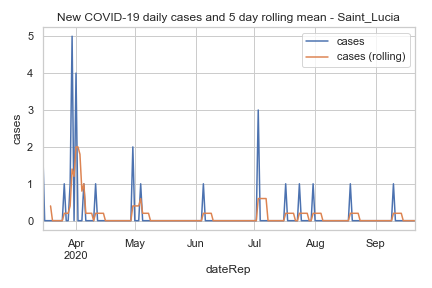 New COVID-19 daily cases and 5 day rolling mean - Saint_Lucia
cases
cases (rolling)
cases
5
4
3
2
1
0
Apr May Jun Jul Aug Sep
2020
dateRep